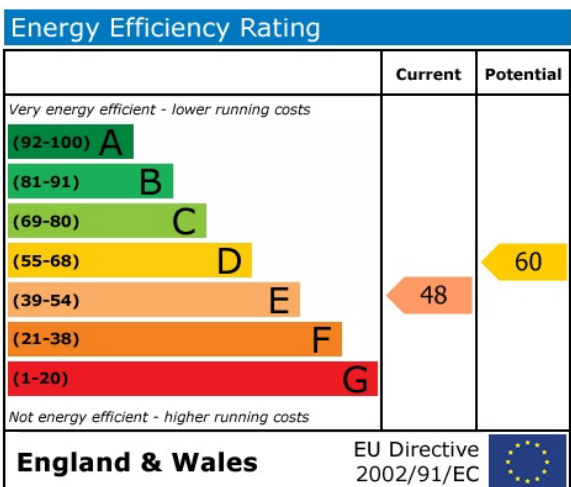 Energy Efficiency Rating
Current Potential
Very energy efficient - lower running costs
(92-100) A
(81-91) B
(69-80) C
(55-68) D
60
(39-54) E
48
(21-38) F
(1-20) G
Not energy efficient - higher running costs
England & Wales
EU Directive
2002/91/EC